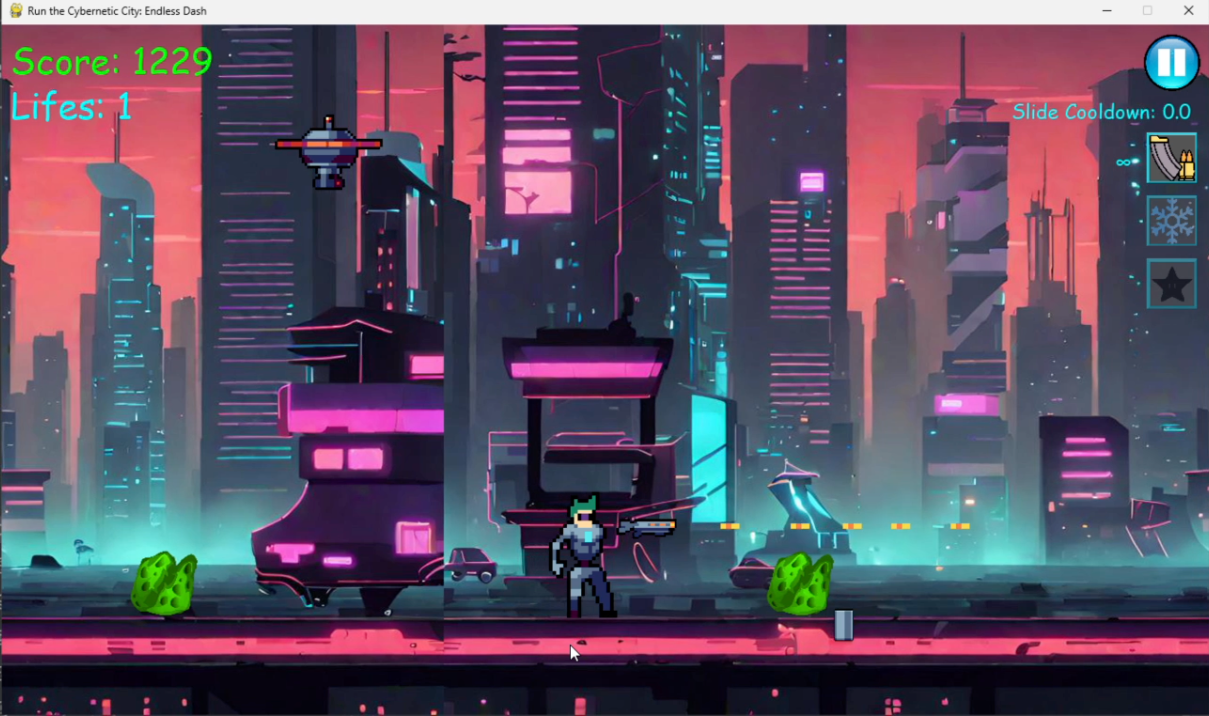 Run the Cybernetic City: Endless Dash
Score: 1229
Lifes: 1
Slide Cooldown: 0.0
∞